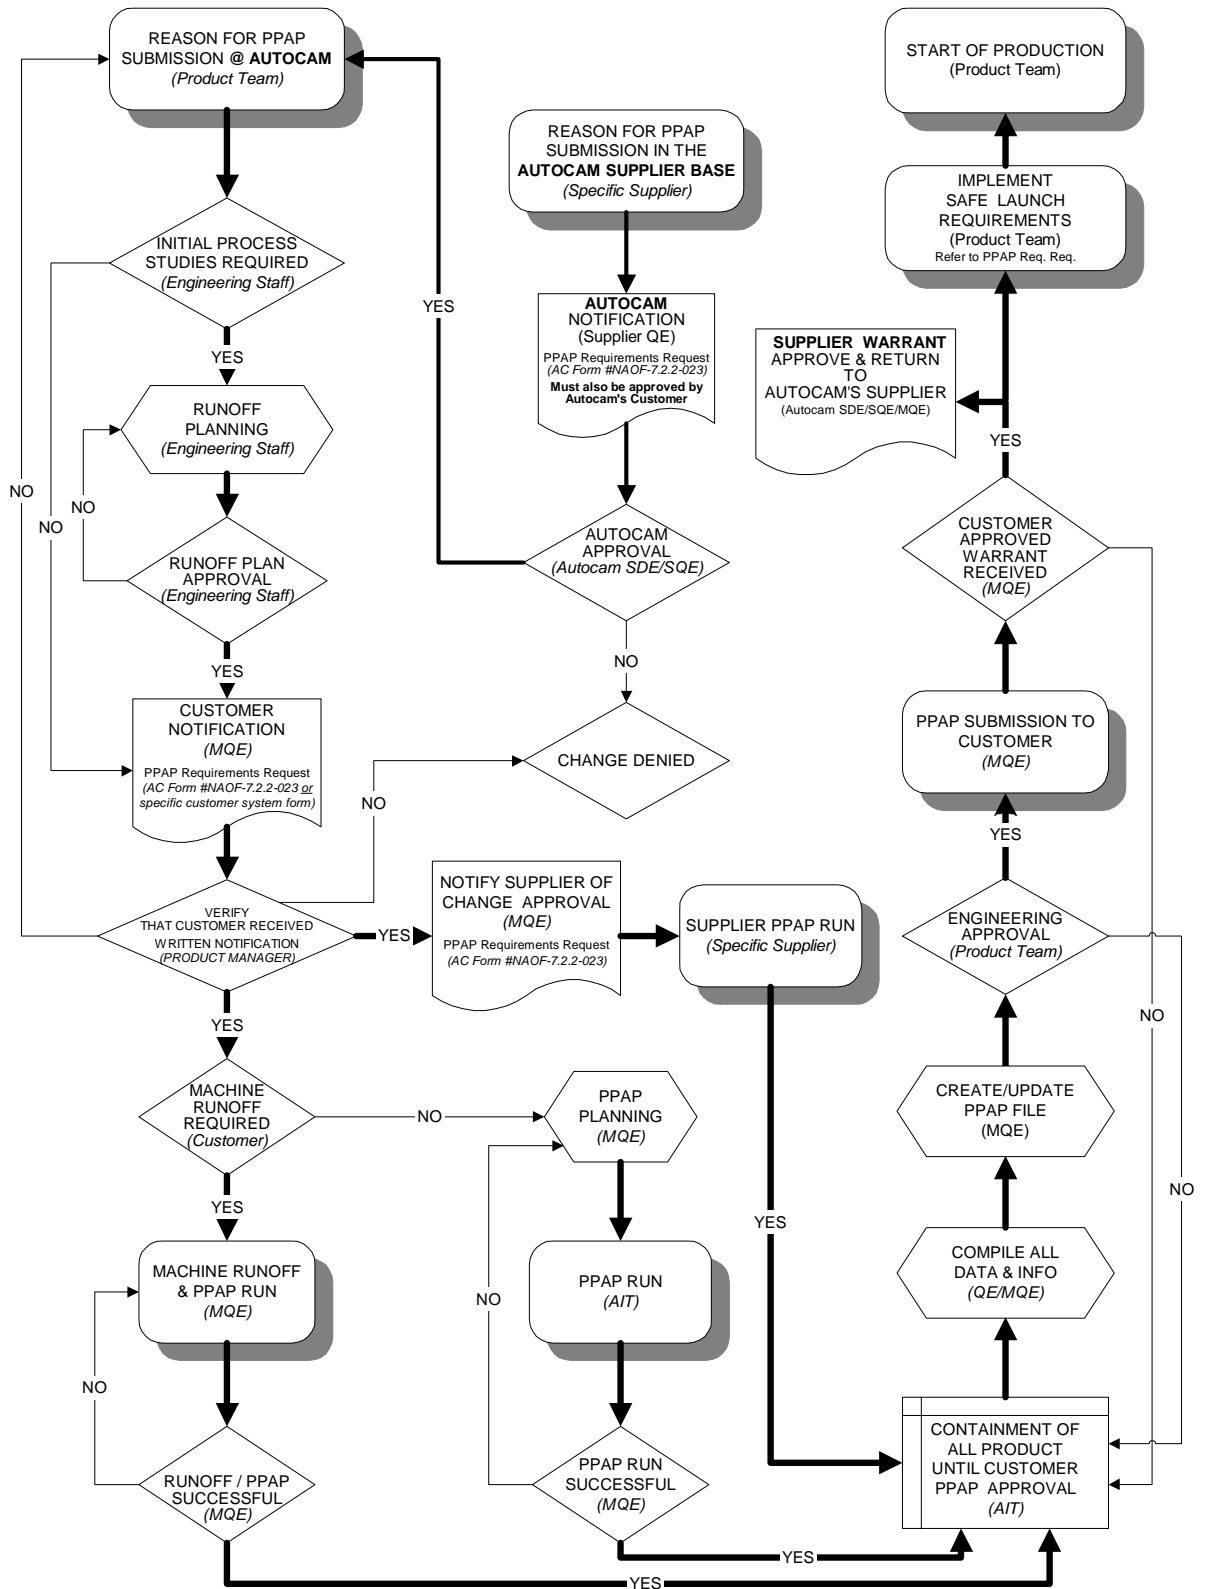 REASON FOR PPAP
SUBMISSION @ AUTOCAM
(Product Team)
START OF PRODUCTION
(Product Team)
REASON FOR PPAP
SUBMISSION IN THE
AUTOCAM SUPPLIER BASE
(Specific Supplier)
IMPLEMENT
SAFE LAUNCH
REQUIREMENTS
(Product Team)
Refer to PPAP Req. Req.
INITIAL PROCESS
STUDIES REQUIRED
(Engineering Staff)
YES
YES
AUTOCAM
NOTIFICATION
(Supplier QE)
PPAP Requirements Request
(AC Form #NAOF-7.2.2-023)
Must also be approved by
Autocam's Customer
SUPPLIER WARRANT
APPROVE & RETURN
TO
AUTOCAM'S SUPPLIER
(Autocam SDE/SQE/MQE)
YES
RUNOFF
PLANNING
(Engineering Staff)
NO
NO
NO
RUNOFF PLAN
APPROVAL
(Engineering Staff)
AUTOCAM
APPROVAL
(Autocam SDE/SQE)
CUSTOMER
APPROVED
WARRANT
RECEIVED
(MQE)
YES
NO
CUSTOMER
NOTIFICATION
(MQE)
PPAP Requirements Request
(AC Form #NAOF-7.2.2-023 or
specific customer system form)
CHANGE DENIED
PPAP SUBMISSION TO
CUSTOMER
(MQE)
NO
YES
VERIFY
THAT CUSTOMER RECEIVED
WRITTEN NOTIFICATION
(PRODUCT MANAGER)
YES
NOTIFY SUPPLIER OF
CHANGE APPROVAL
(MQE)
PPAP Requirements Request
(AC Form #NAOF-7.2.2-023)
SUPPLIER PPAP RUN
(Specific Supplier)
ENGINEERING
APPROVAL
(Product Team)
YES
NO
MACHINE
RUNOFF
REQUIRED
(Customer)
NO
PPAP
PLANNING
(MQE)
CREATE/UPDATE
PPAP FILE
(MQE)
YES
YES
NO
MACHINE RUNOFF
& PPAP RUN
(MQE)
NO
PPAP RUN
(AIT)
COMPILE ALL
DATA & INFO
(QE/MQE)
NO
RUNOFF / PPAP
SUCCESSFUL
(MQE)
PPAP RUN
SUCCESSFUL
(MQE)
CONTAINMENT OF
ALL PRODUCT
UNTIL CUSTOMER
PPAP APPROVAL
(AIT)
YES
YES